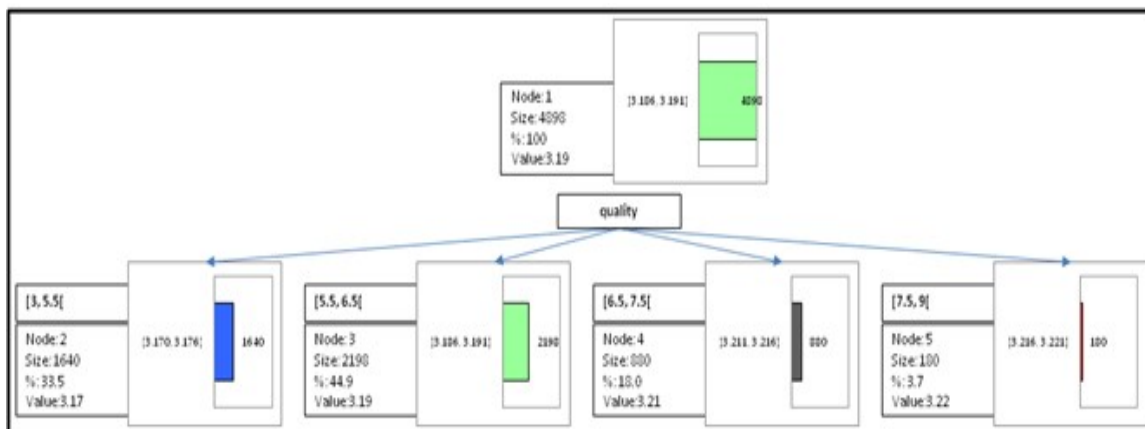 Node:1
Size:4898
%:100
Value:3.19
[3.186, 3.191]
4898
quality
[3, 5.5[
Node:2
Size:1640
%:33.5
Value:3.17
[3.170, 3.176]
1640
[5.5, 6.5[
Node:3
Size:2198
%:44.9
Value:3.19
[3.186, 3.191]
2198
[6.5, 7.5[
Node:4
Size:880
%:18.0
Value:3.21
[3.211, 3.216]
880
[7.5, 9[
Node:5
Size:180
%:3.7
Value:3.22
[3.216, 3.221]
180